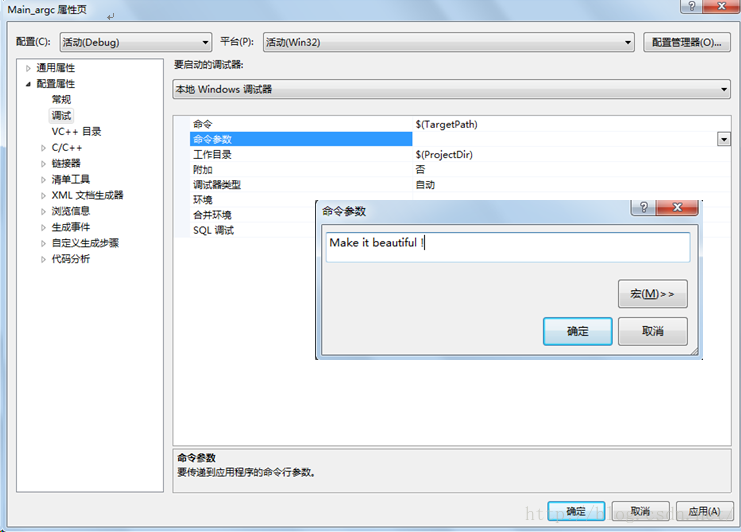 Main_argc 属性页
配置(C): 活动(Debug) 平台(P): 活动(Win32) 配置管理器(O)...
通用属性
配置属性
常规
调试
VC++ 目录
C/C++
链接器
清单工具
XML 文档生成器
浏览信息
生成事件
自定义生成步骤
代码分析
要启动的调试器:
本地 Windows 调试器
命令 $(TargetPath)
命令参数
工作目录 $(ProjectDir)
附加 否
调试器类型 自动
环境
合并环境
SQL 调试
命令参数
Make it beautiful !
宏(M)>>
确定 取消
命令参数
要传递到应用程序的命令行参数。
确定 取消 应用(A)